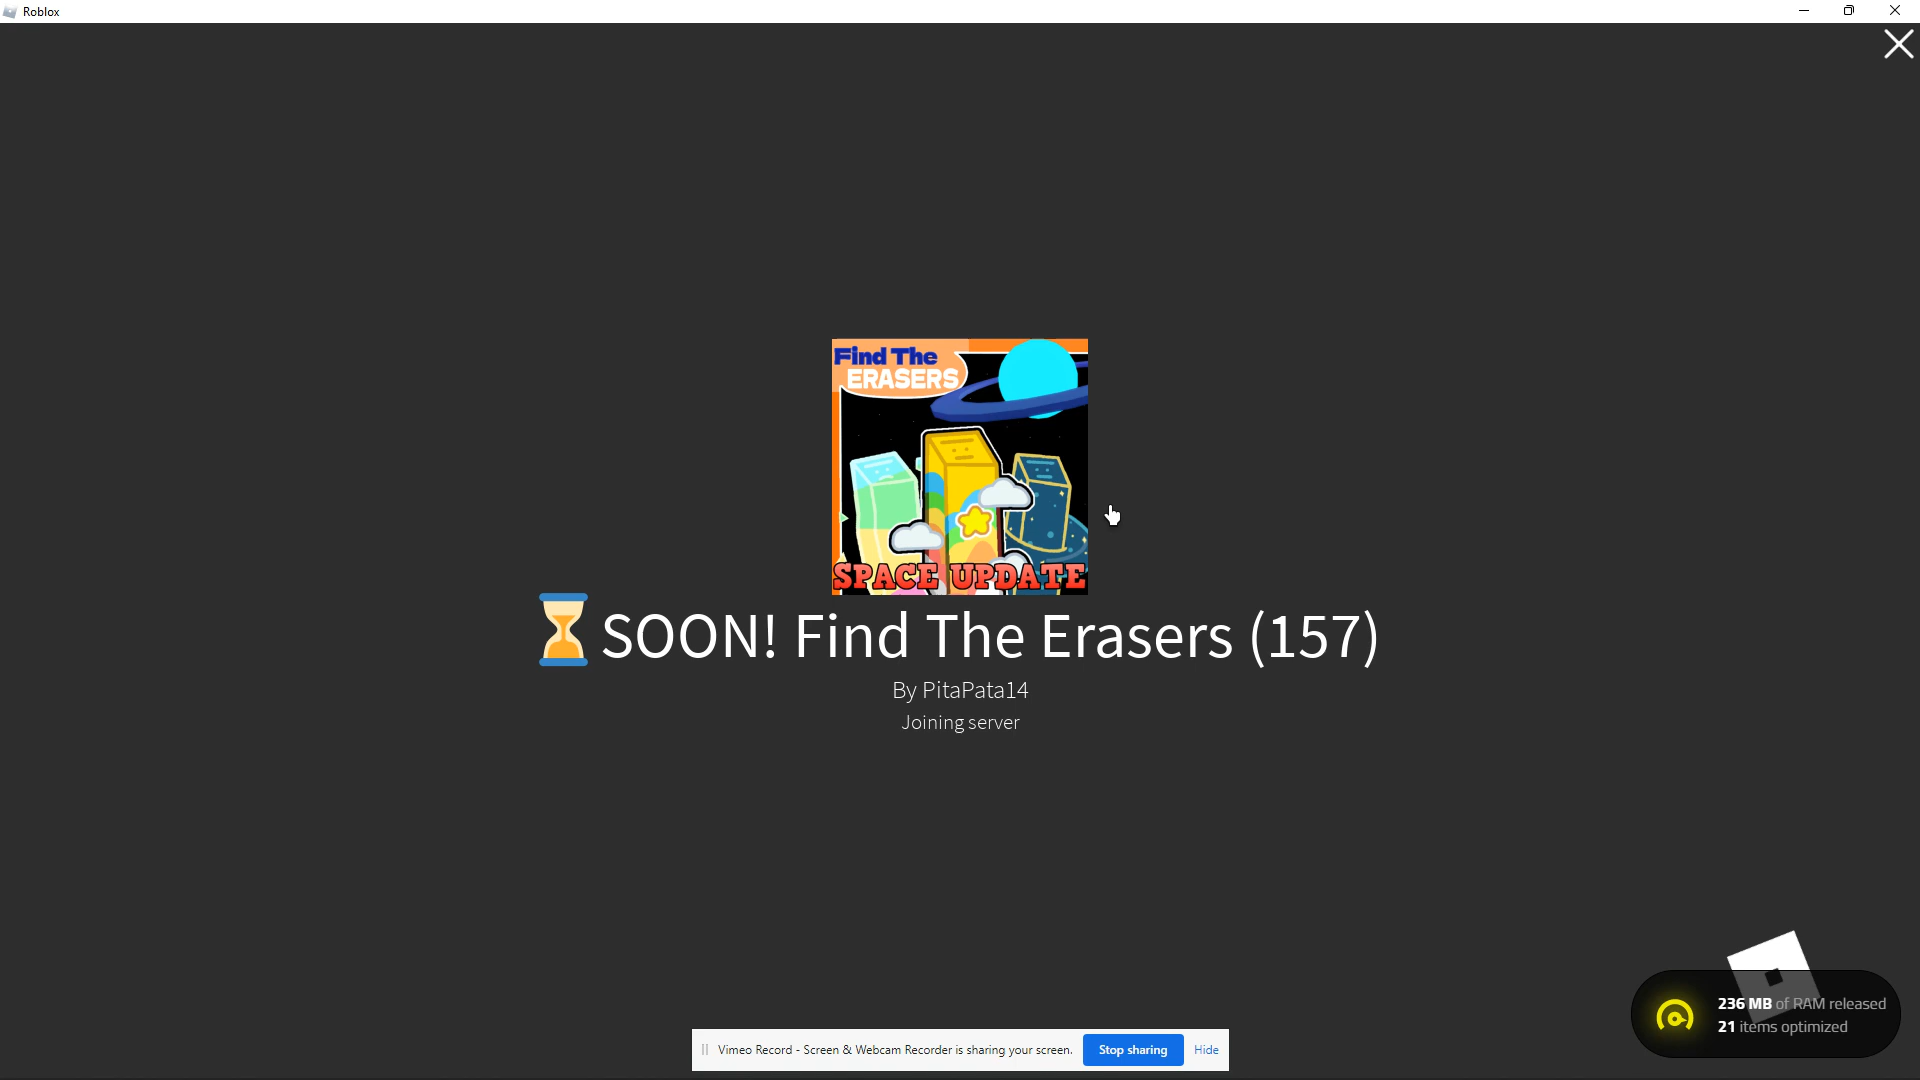 Roblox
Find The
ERASERS
SPACE UPDATE
⏳SOON! Find The Erasers (157)
By PitaPata14
Joining server
236 MB of RAM released
21 items optimized
Vimeo Record - Screen & Webcam Recorder is sharing your screen.
Stop sharing
Hide